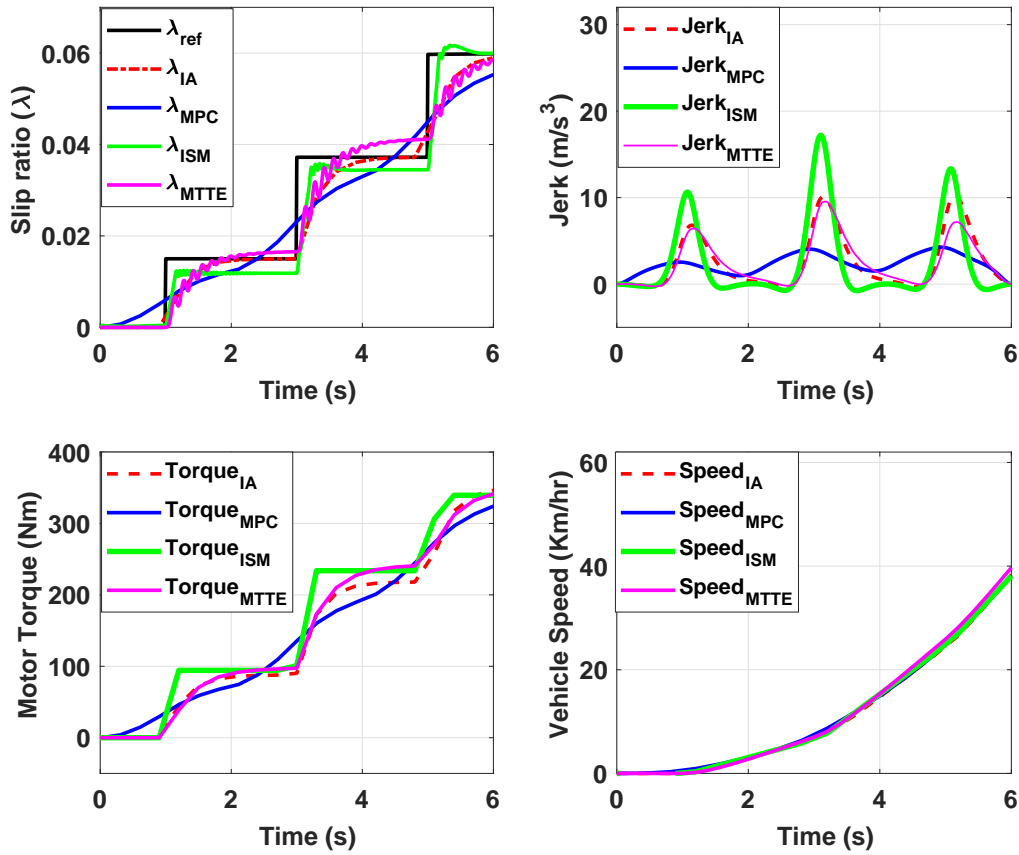 Slip ratio (λ)
0.06
0.04
0.02
0
λref
λIA
λMPC
λISM
λMTTE
0 2 4 6
Time (s)
Jerk (m/s³)
30
20
10
0
JerkIA
JerkMPC
JerkISM
JerkMTTE
0 2 4 6
Time (s)
Motor Torque (Nm)
400
300
200
100
0
TorqueIA
TorqueMPC
TorqueISM
TorqueMTTE
0 2 4 6
Time (s)
Vehicle Speed (Km/hr)
60
40
20
0
SpeedIA
SpeedMPC
SpeedISM
SpeedMTTE
0 2 4 6
Time (s)